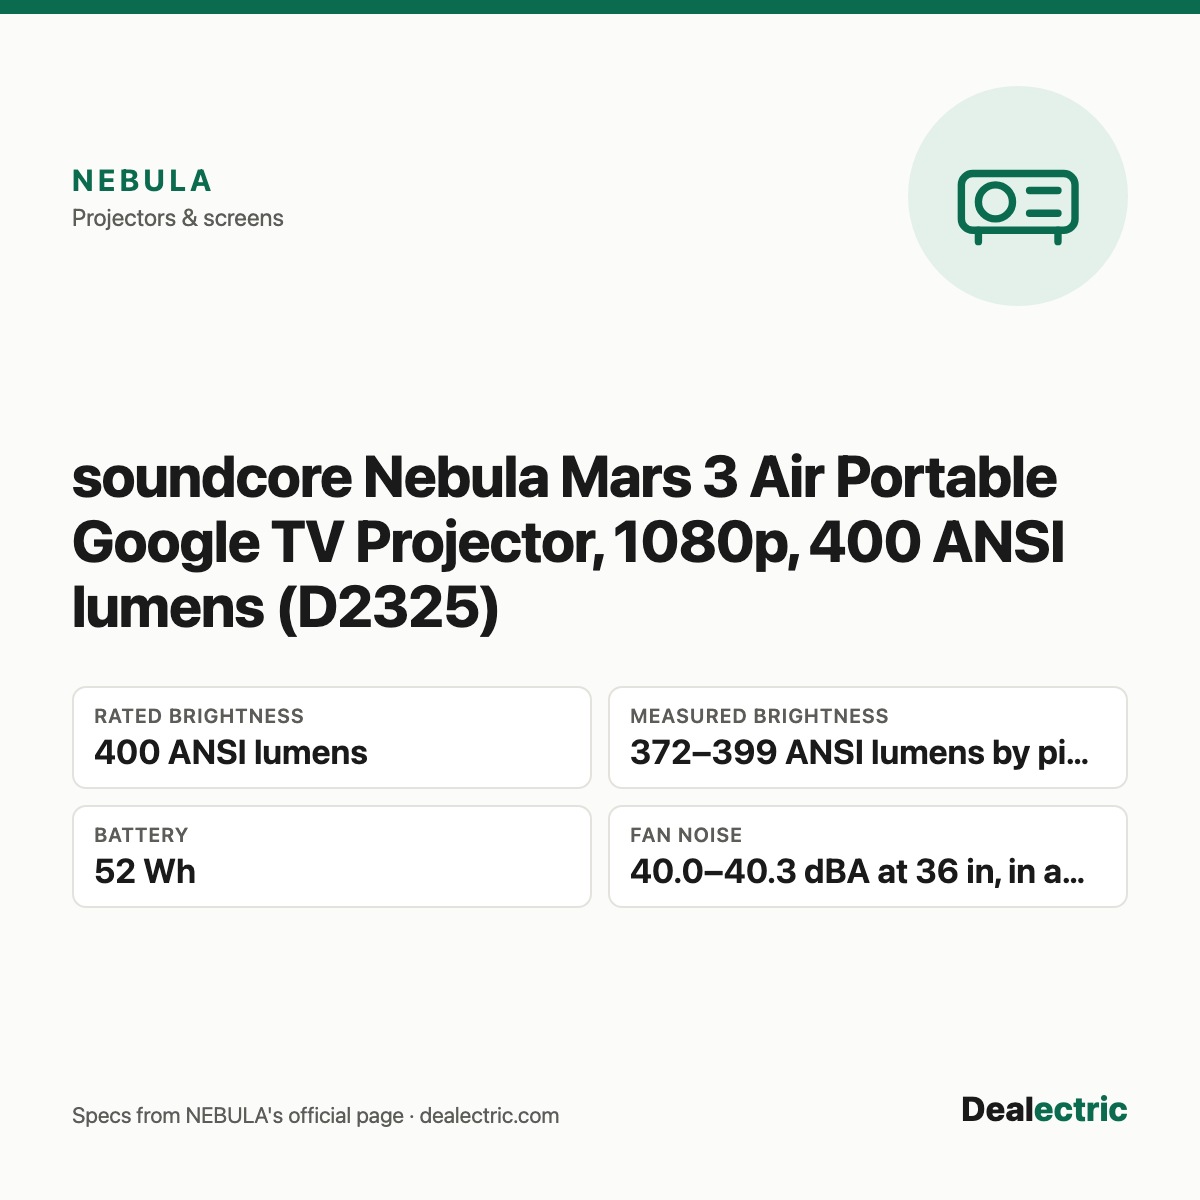 NEBULA
Projectors & screens
soundcore Nebula Mars 3 Air Portable
Google TV Projector, 1080p, 400 ANSI
lumens (D2325)
RATED BRIGHTNESS
400 ANSI lumens
MEASURED BRIGHTNESS
372–399 ANSI lumens by pi...
BATTERY
52 Wh
FAN NOISE
40.0–40.3 dBA at 36 in, in a...
Specs from NEBULA's official page · dealectric.com
Dealectric